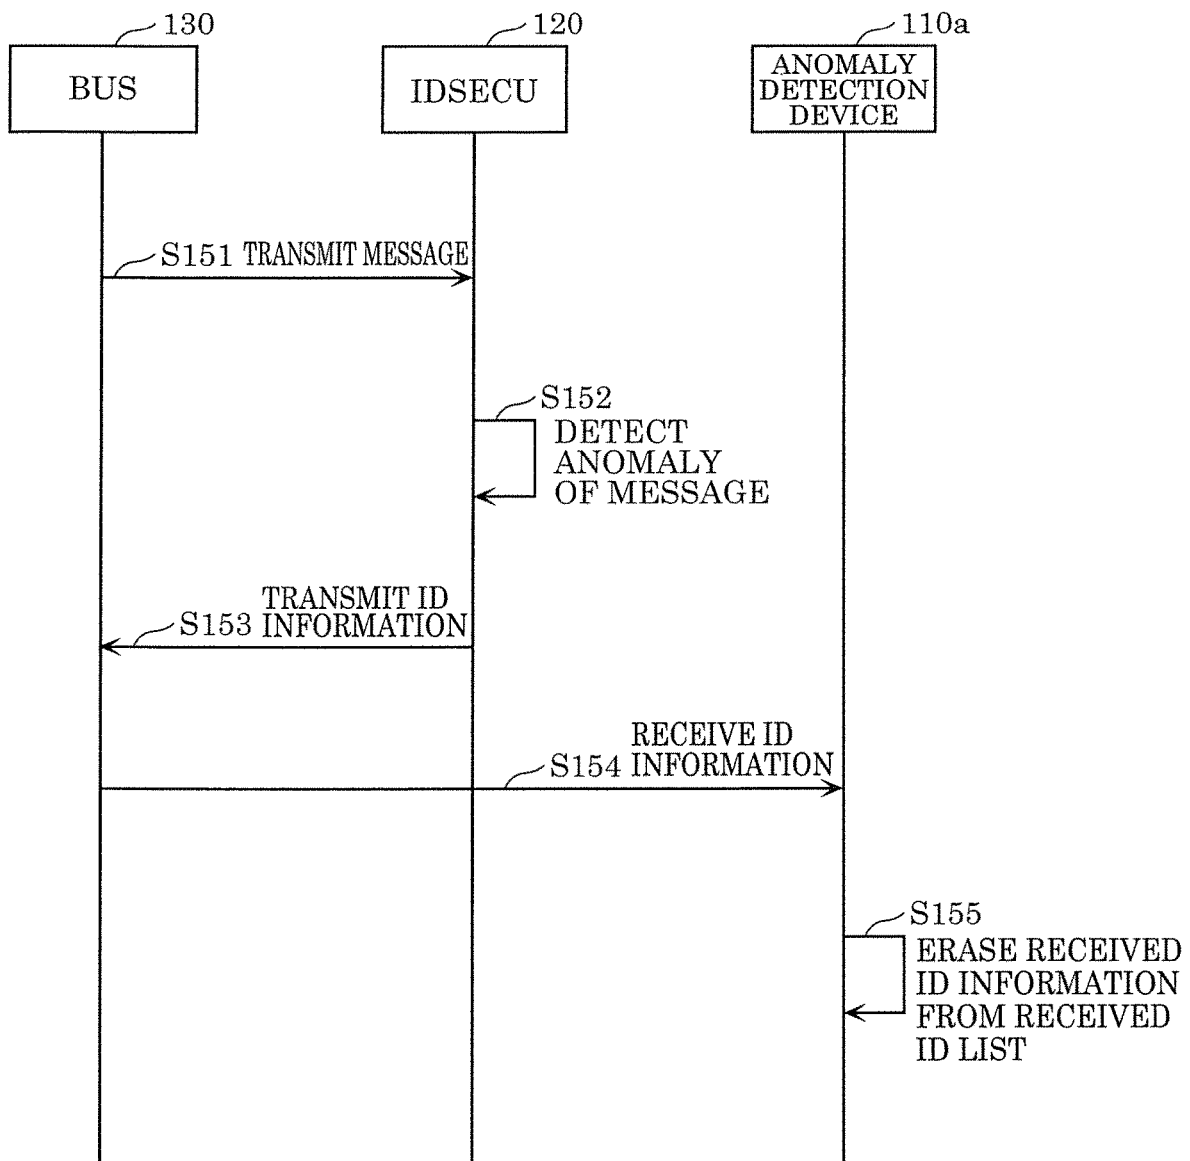 130
120
110a
BUS
IDSECU
ANOMALY
DETECTION
DEVICE
S151 TRANSMIT MESSAGE
S152
DETECT
ANOMALY
OF MESSAGE
TRANSMIT ID
S153 INFORMATION
RECEIVE ID
S154 INFORMATION
S155
ERASE RECEIVED
ID INFORMATION
FROM RECEIVED
ID LIST